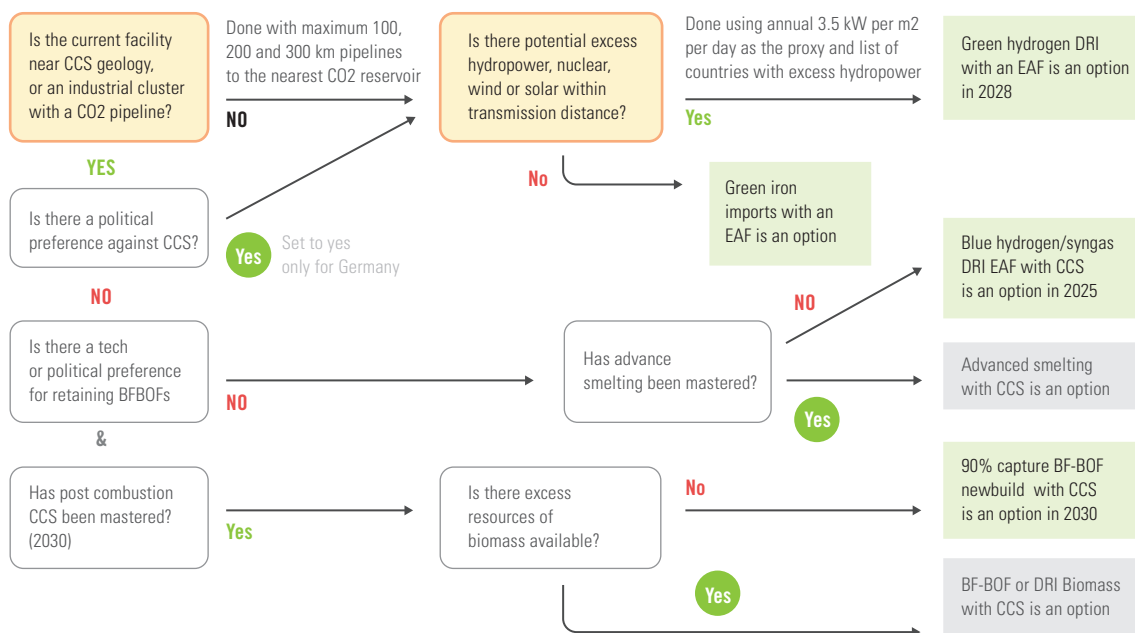 Is the current facility
near CCS geology,
or an industrial cluster
with a CO2 pipeline?
Done with maximum 100,
200 and 300 km pipelines
to the nearest CO2 reservoir
NO
Is there potential excess
hydropower, nuclear,
wind or solar within
transmission distance?
Done using annual 3.5 kW per m2
per day as the proxy and list of
countries with excess hydropower
Yes
Green hydrogen DRI
with an EAF is an option
in 2028
YES
No
Green iron
imports with an
EAF is an option
Is there a political
preference against CCS?
Yes
Set to yes
only for Germany
Blue hydrogen/syngas
DRI EAF with CCS
is an option in 2025
NO
NO
Is there a tech
or political preference
for retaining BFBOFs
NO
Has advance
smelting been mastered?
Yes
Advanced smelting
with CCS is an option
&
Has post combustion
CCS been mastered?
(2030)
Yes
Is there excess
resources of
biomass available?
No
90% capture BF-BOF
newbuild with CCS
is an option in 2030
Yes
BF-BOF or DRI Biomass
with CCS is an option